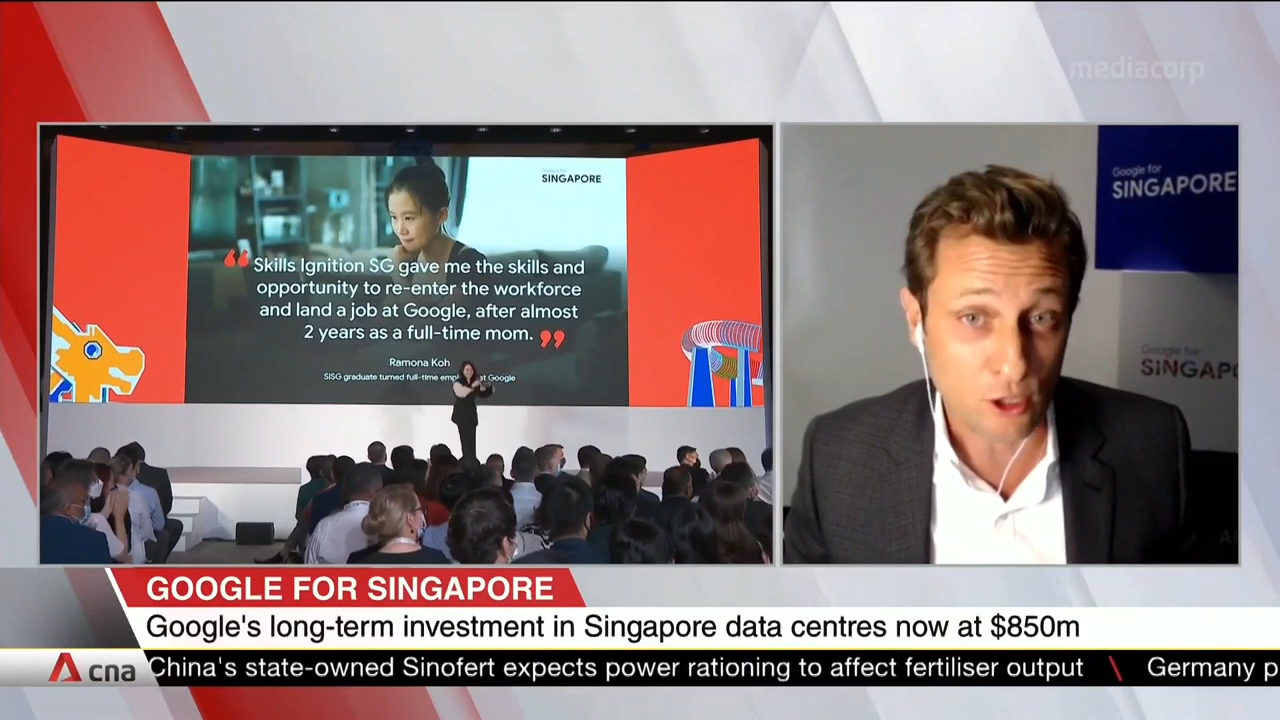 mediacorp
Google for
SINGAPORE
“ Skills Ignition SG gave me the skills and
opportunity to re-enter the workforce
and land a job at Google, after almost
2 years as a full-time mom. ”
Ramona Koh
SISG graduate turned full-time at Google
Google for
SINGAPORE
Google for
SiNGAP
GOOGLE FOR SINGAPORE
Google's long-term investment in Singapore data centres now at $850m
cna
China's state-owned Sinofert expects power rationing to affect fertiliser output \ Germany p